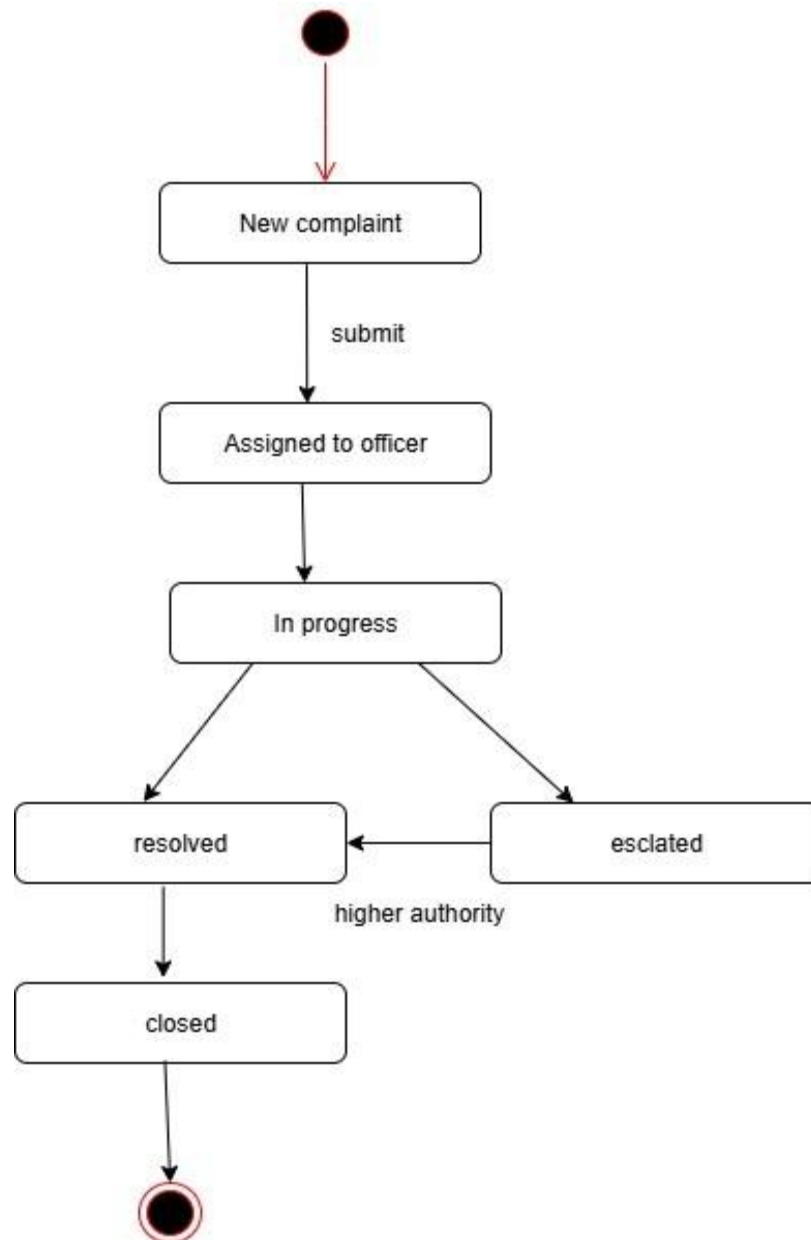 New complaint
submit
Assigned to officer
In progress
resolved
esclated
higher authority
closed